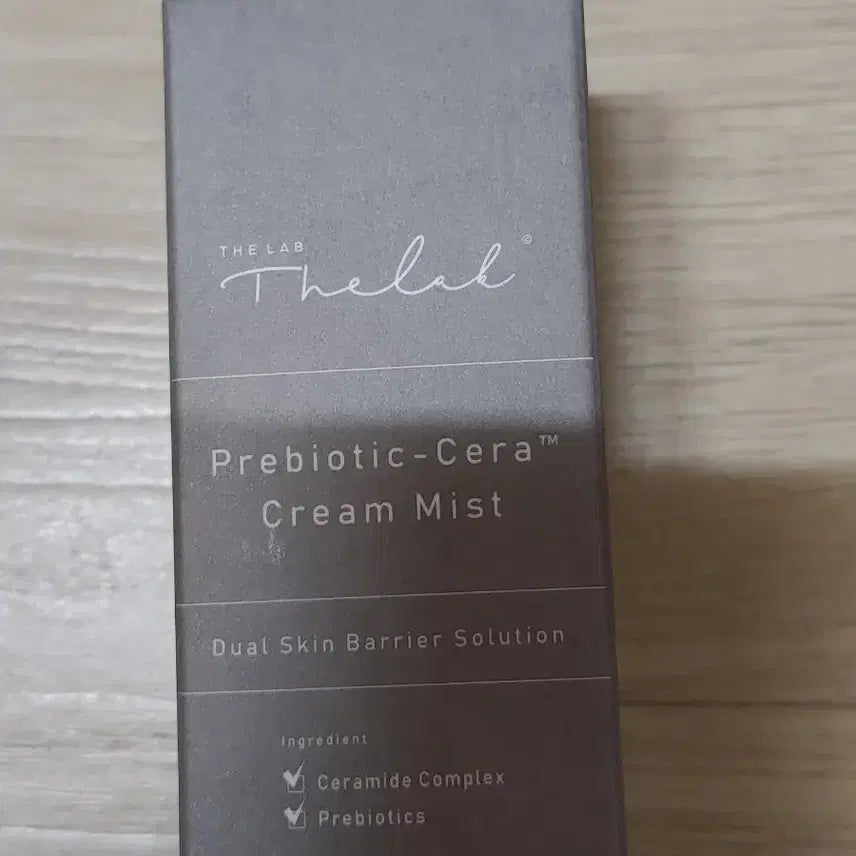 THE LAB
Thelab ©
Prebiotic-Cera™
Cream Mist
Dual Skin Barrier Solution
Ingredient
Ceramide Complex
Prebiotics